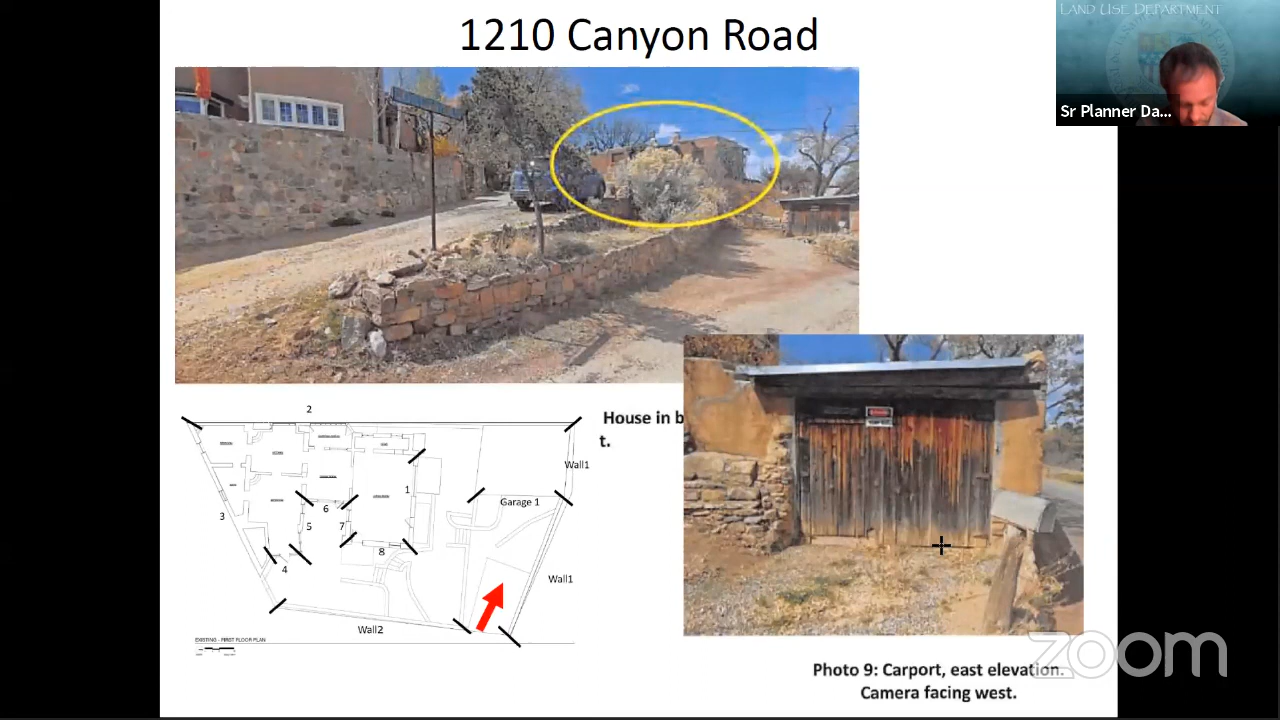 1210 Canyon Road
LAND USE DEPARTMENT
Sr Planner Da...
House in b
t.
2
Wall1
1
Garage 1
6
5
7
3
8
4
Wall1
Wall2
EXISTING - FIRST FLOOR PLAN
Photo 9: Carport, east elevation.
Camera facing west.
zoom